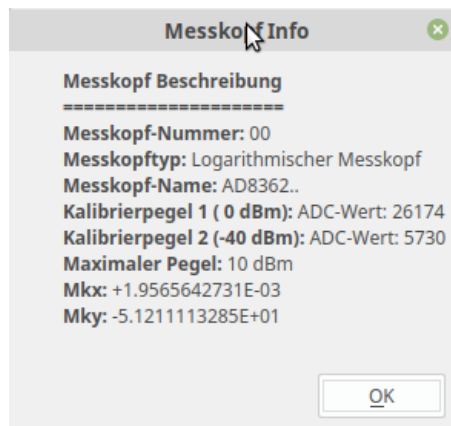 Messkopf Info
Messkopf Beschreibung
======================
Messkopf-Nummer: 00
Messkopftyp: Logarithmischer Messkopf
Messkopf-Name: AD8362..
Kalibrierpegel 1 ( 0 dBm): ADC-Wert: 26174
Kalibrierpegel 2 (-40 dBm): ADC-Wert: 5730
Maximaler Pegel: 10 dBm
Mkx: +1.9565642731E-03
Mky: -5.1211113285E+01
OK